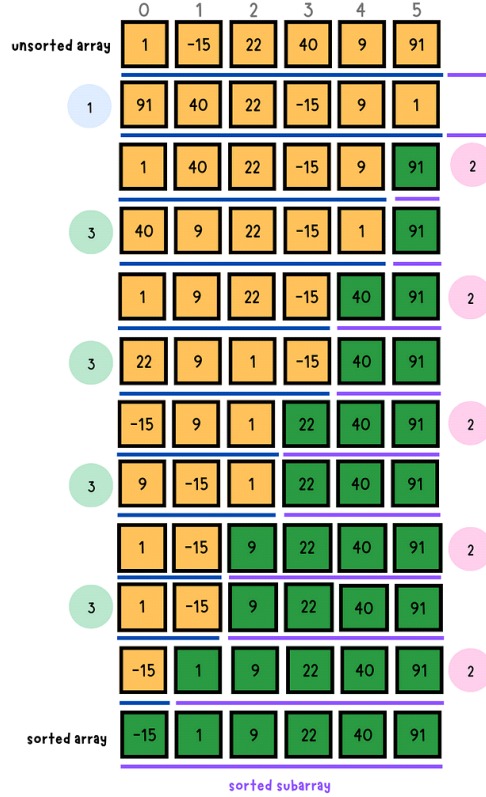 0 1 2 3 4 5
unsorted array 1 -15 22 40 9 91
1 91 40 22 -15 9 1
1 40 22 -15 9 91 2
3 40 9 22 -15 1 91
1 9 22 -15 40 91 2
3 22 9 1 -15 40 91
-15 9 1 22 40 91 2
3 9 -15 1 22 40 91
1 -15 9 22 40 91 2
3 1 -15 9 22 40 91
-15 1 9 22 40 91 2
sorted array -15 1 9 22 40 91
sorted subarray